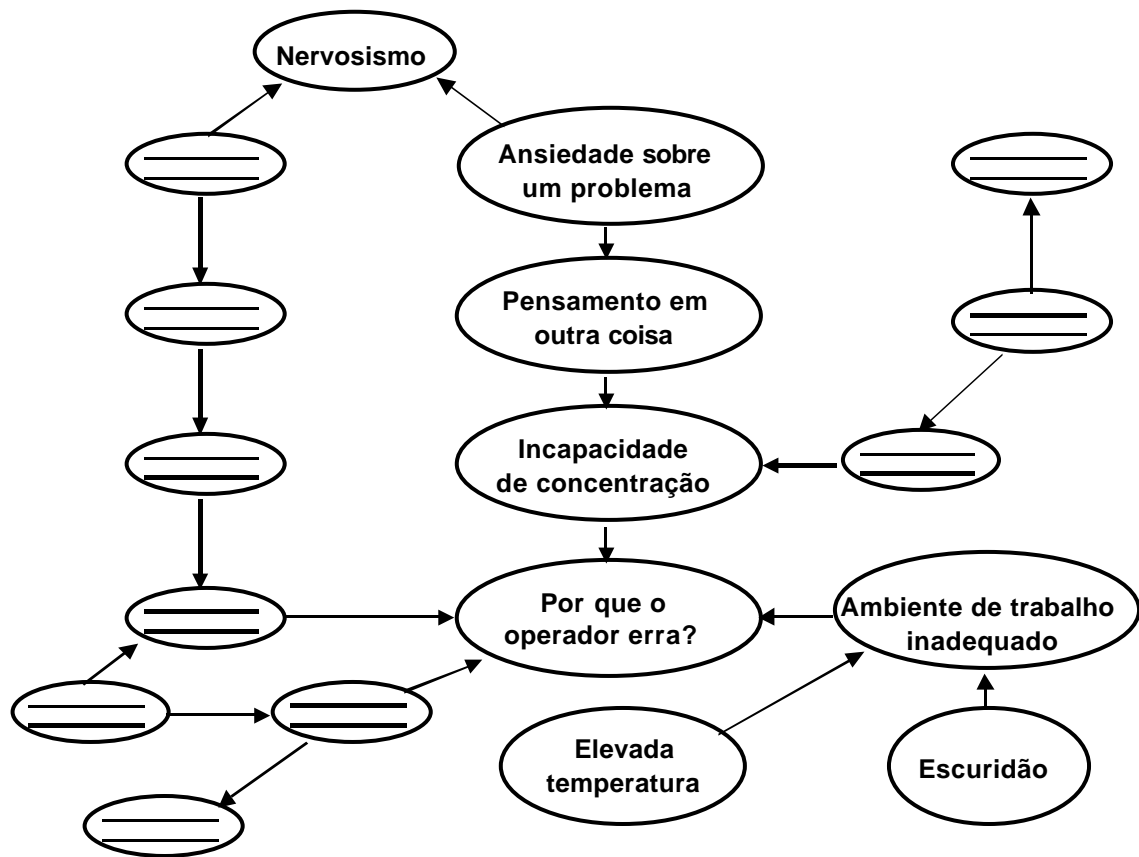 Nervosismo
Ansiedade sobre
um problema
Pensamento em
outra coisa
Incapacidade
de concentração
Por que o
operador erra?
Ambiente de trabalho
inadequado
Elevada
temperatura
Escuridão